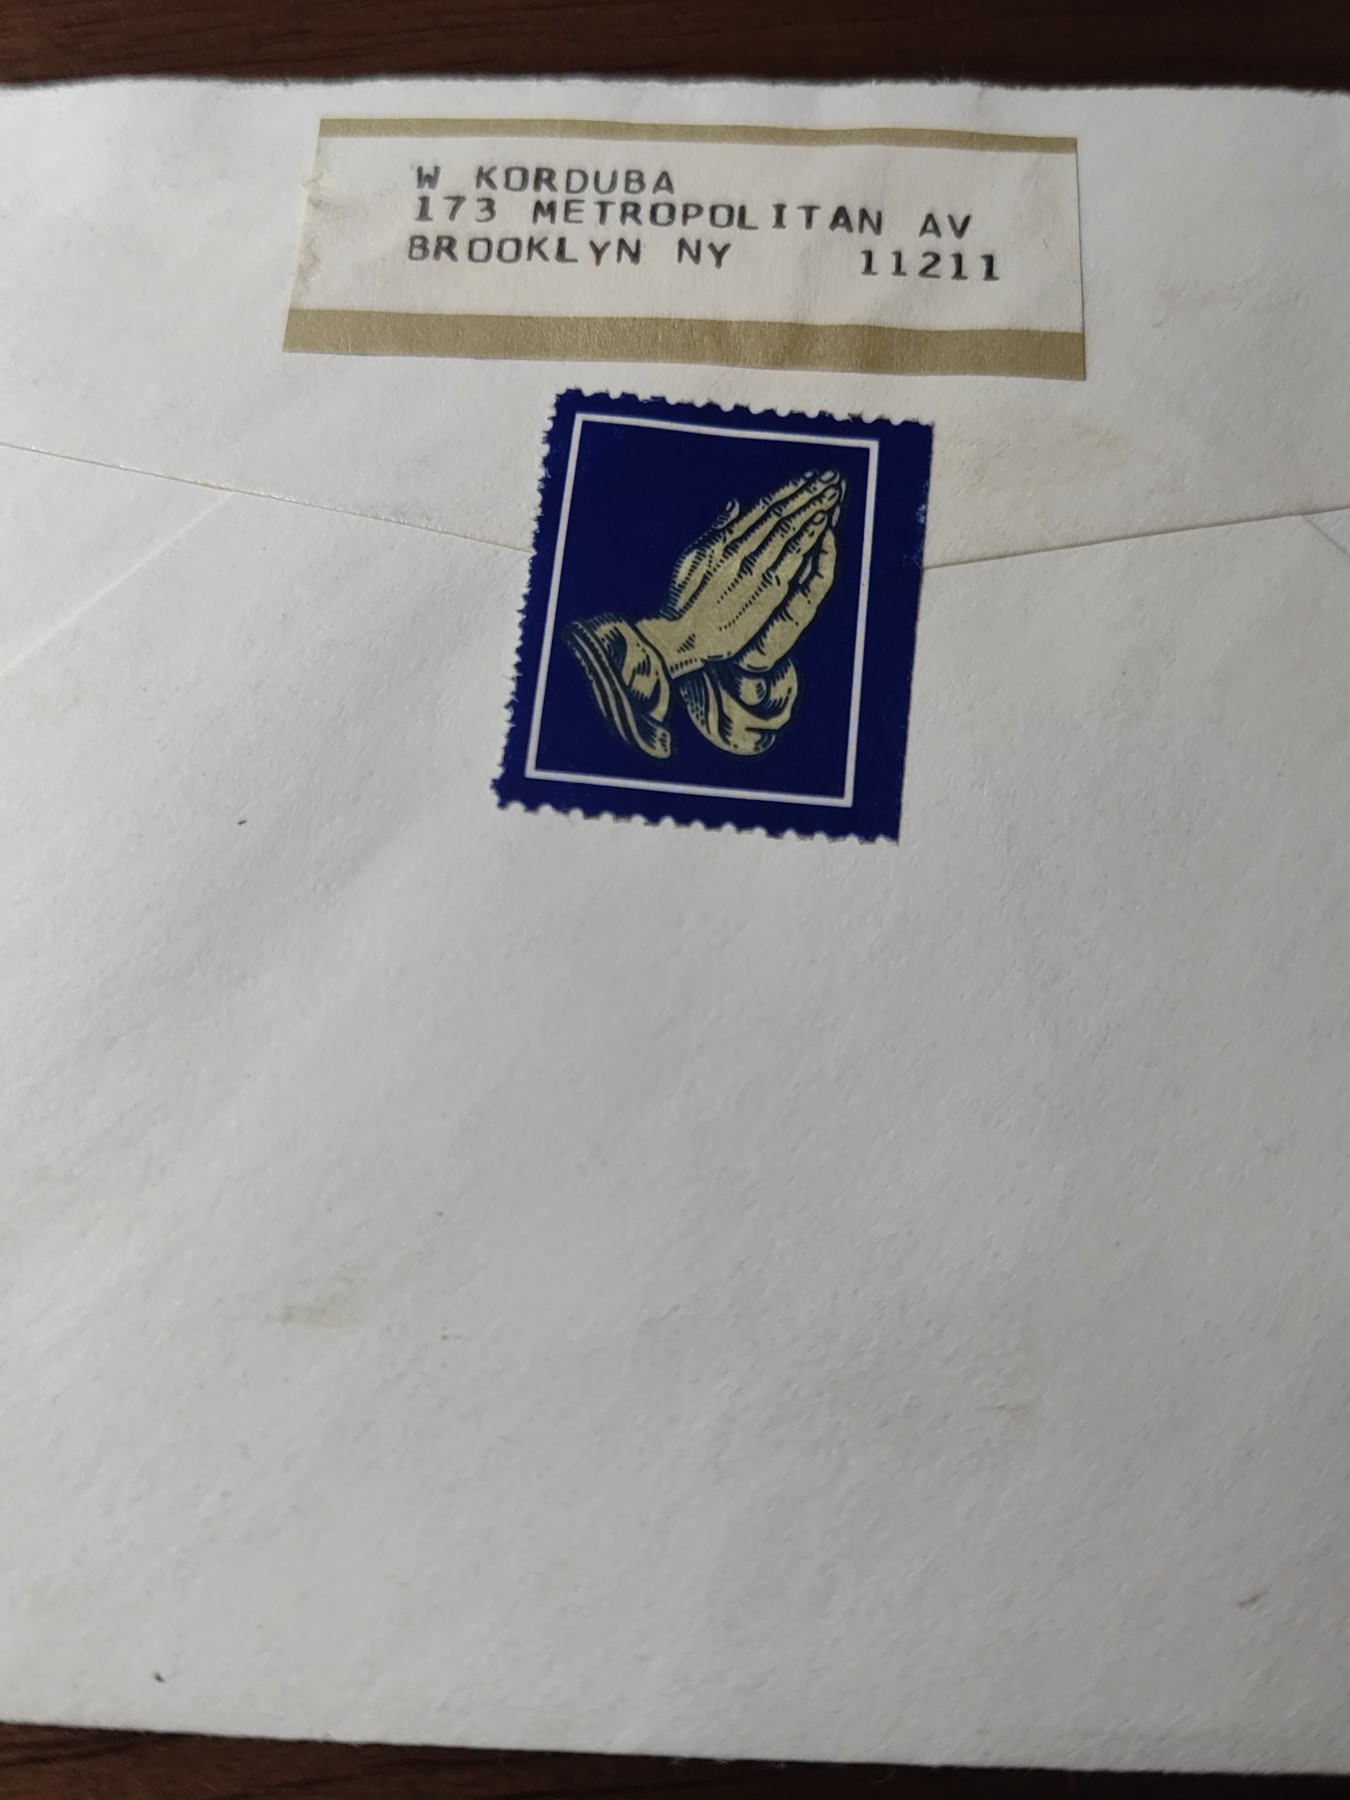 W KORDUBA
173 METROPOLITAN AV
BROOKLYN NY 11211